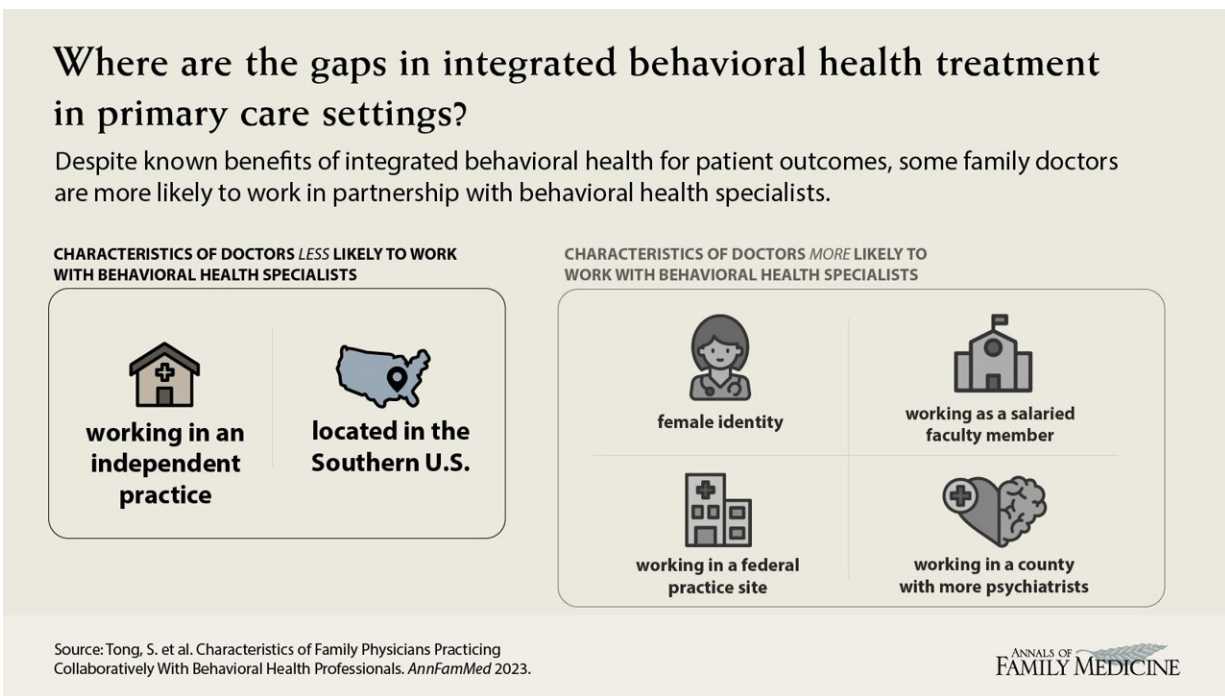 Where are the gaps in integrated behavioral health treatment
in primary care settings?
Despite known benefits of integrated behavioral health for patient outcomes, some family doctors
are more likely to work in partnership with behavioral health specialists.
CHARACTERISTICS OF DOCTORS LESS LIKELY TO WORK
WITH BEHAVIORAL HEALTH SPECIALISTS
working in an
independent
practice
located in the
Southern U.S.
CHARACTERISTICS OF DOCTORS MORE LIKELY TO
WORK WITH BEHAVIORAL HEALTH SPECIALISTS
female identity
working as a salaried
faculty member
working in a federal
practice site
working in a county
with more psychiatrists
Source: Tong, S. et al. Characteristics of Family Physicians Practicing
Collaboratively With Behavioral Health Professionals. AnnFamMed 2023.
ANNALS OF
FAMILY MEDICINE